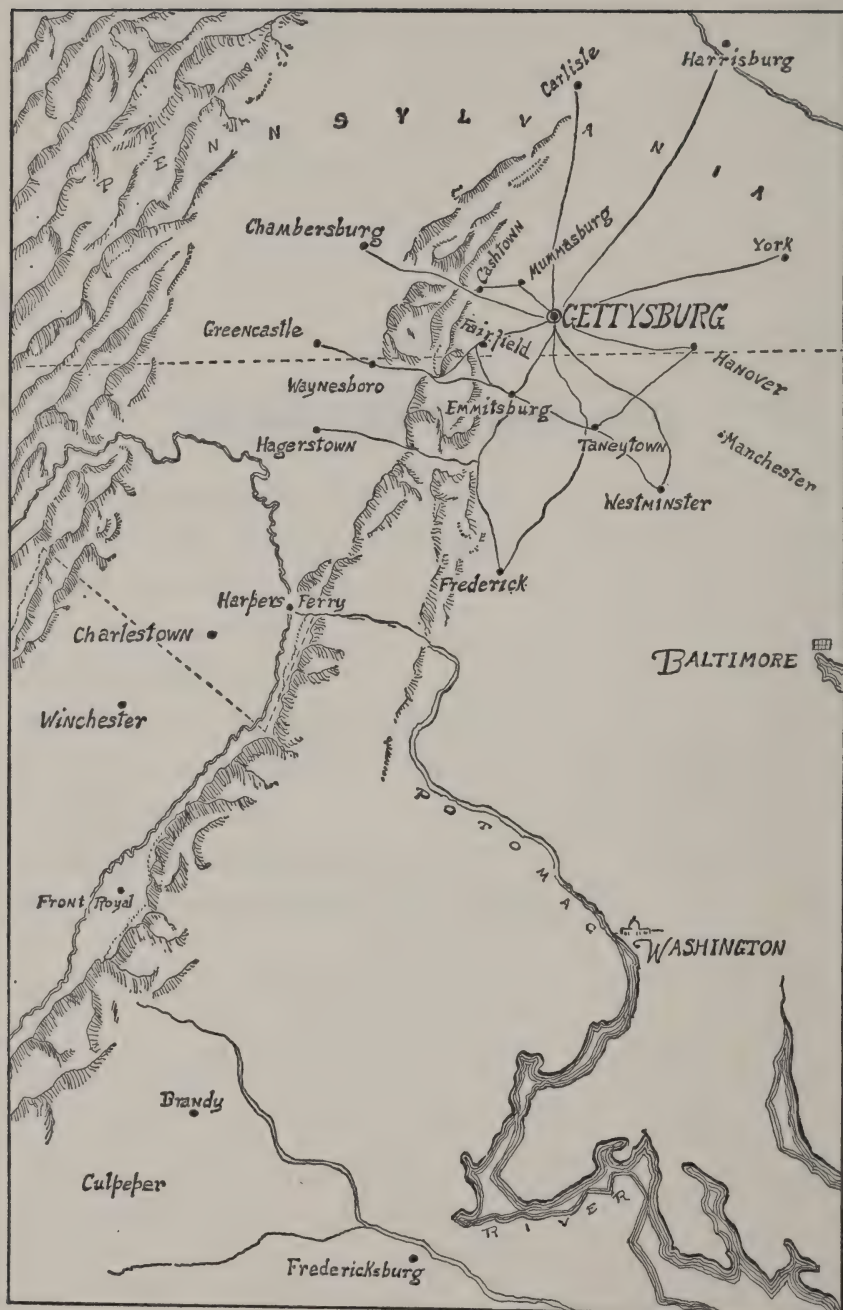 Harrisburg
Carlisle
PENNSYLVANIA
Chambersburg
Cashtown
Mummasburg
York
GETTYSBURG
Greencastle
Fairfield
Hanover
Waynesboro
Emmitsburg
Hagerstown
Taneytown
Manchester
Westminster
Frederick
Harpers Ferry
Charlestown
BALTIMORE
Winchester
POTOMAC
Front Royal
WASHINGTON
Brandy
Culpeper
RIVER
Fredericksburg